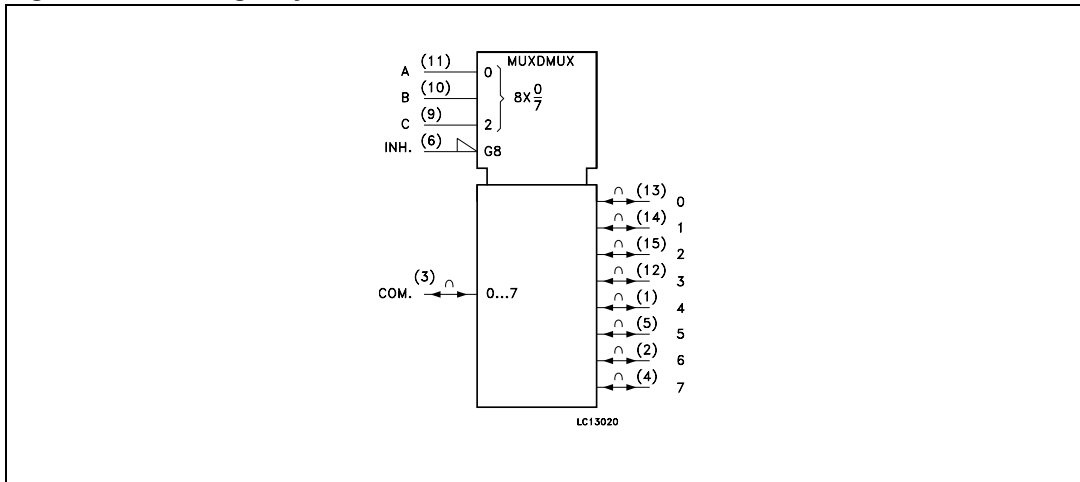 MUXDMUX
A (11) 0
B (10) 8X 0/7
C (9) 2
INH. (6) G8
(13) 0
(14) 1
(15) 2
(12) 3
COM. (3) 0...7
(1) 4
(5) 5
(2) 6
(4) 7
LC13020